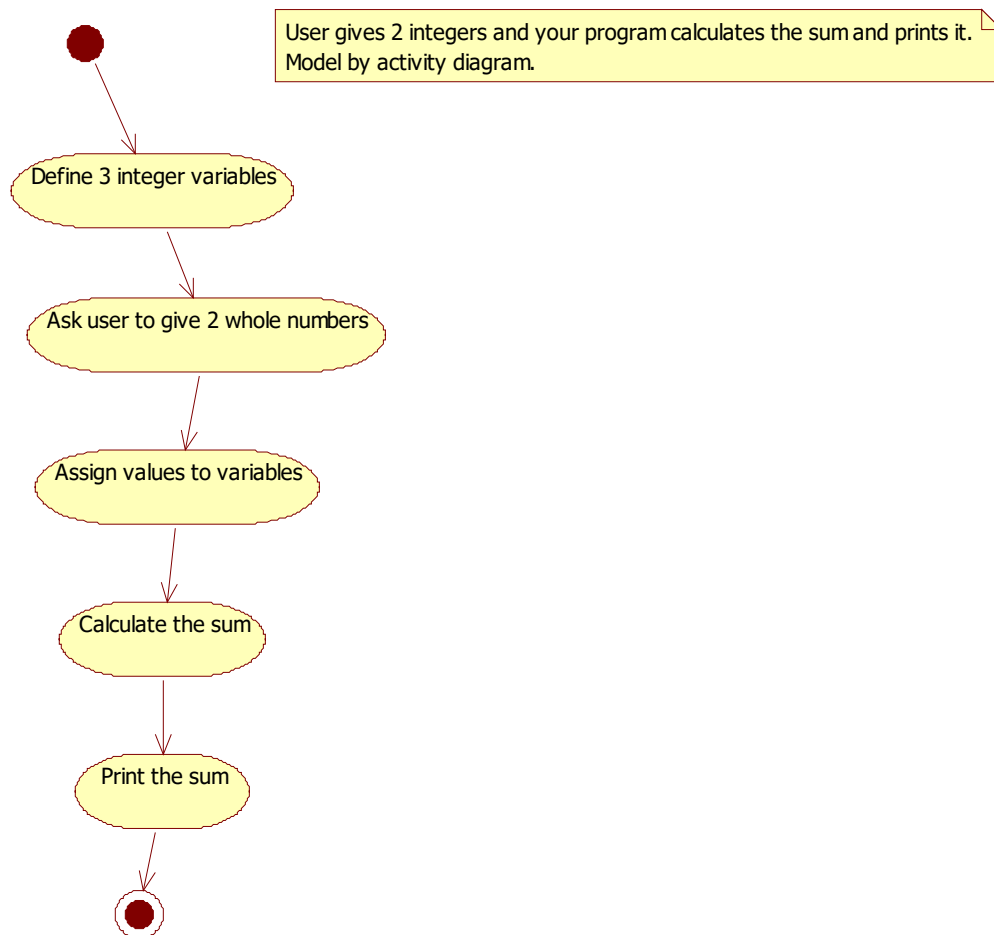 User gives 2 integers and your program calculates the sum and prints it.
Model by activity diagram.
Define 3 integer variables
Ask user to give 2 whole numbers
Assign values to variables
Calculate the sum
Print the sum